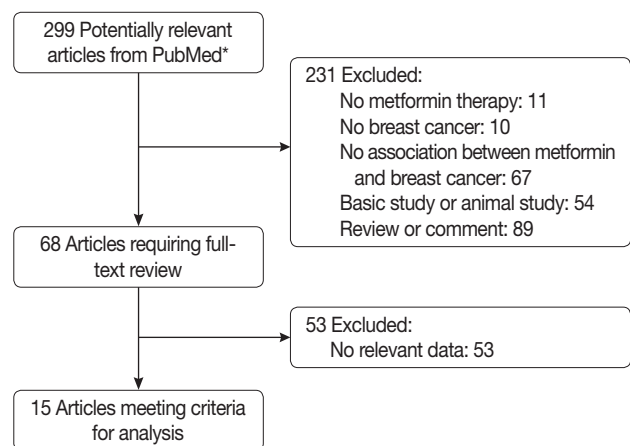 299 Potentially relevant
articles from PubMed*
231 Excluded:
No metformin therapy: 11
No breast cancer: 10
No association between metformin
and breast cancer: 67
Basic study or animal study: 54
Review or comment: 89
68 Articles requiring full-
text review
53 Excluded:
No relevant data: 53
15 Articles meeting criteria
for analysis